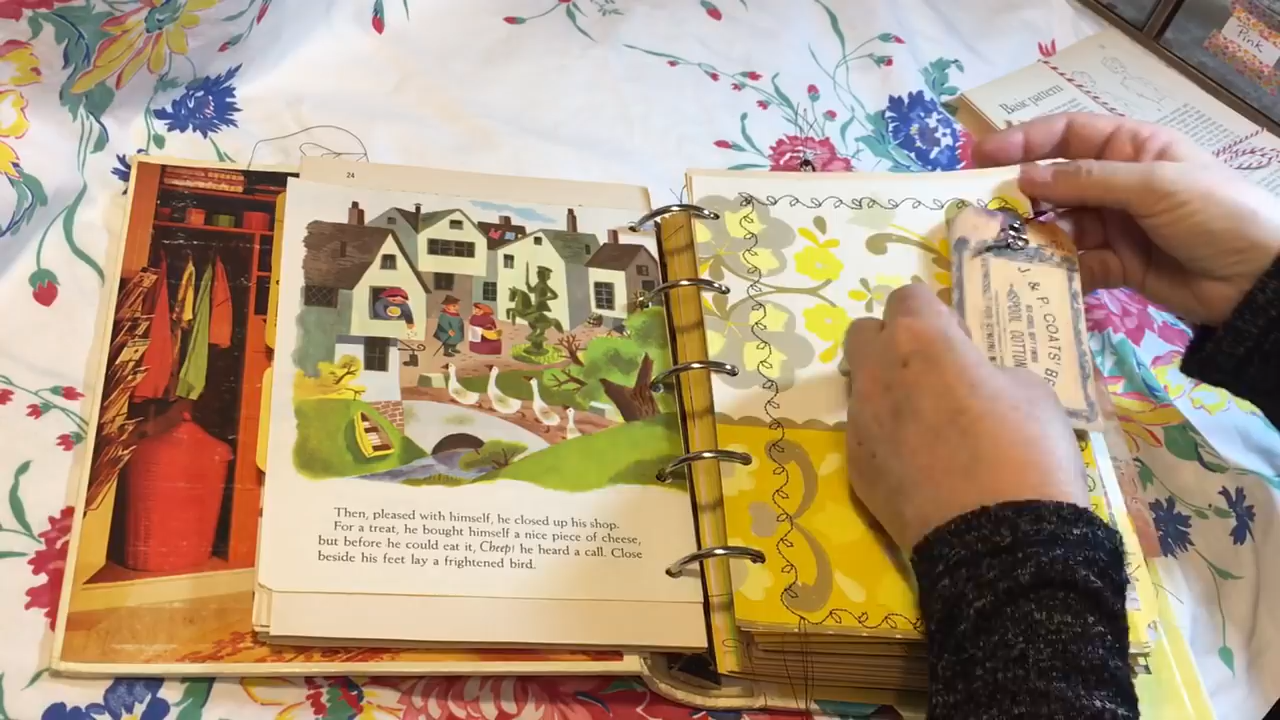 24
Then, pleased with himself, he closed up his shop.
For a treat, he bought himself a nice piece of cheese,
but before he could eat it, Cheep! he heard a call. Close
beside his feet lay a frightened bird.
J. & P. COATS' BE
SPOOL COTTON
Basic pattern
Pink